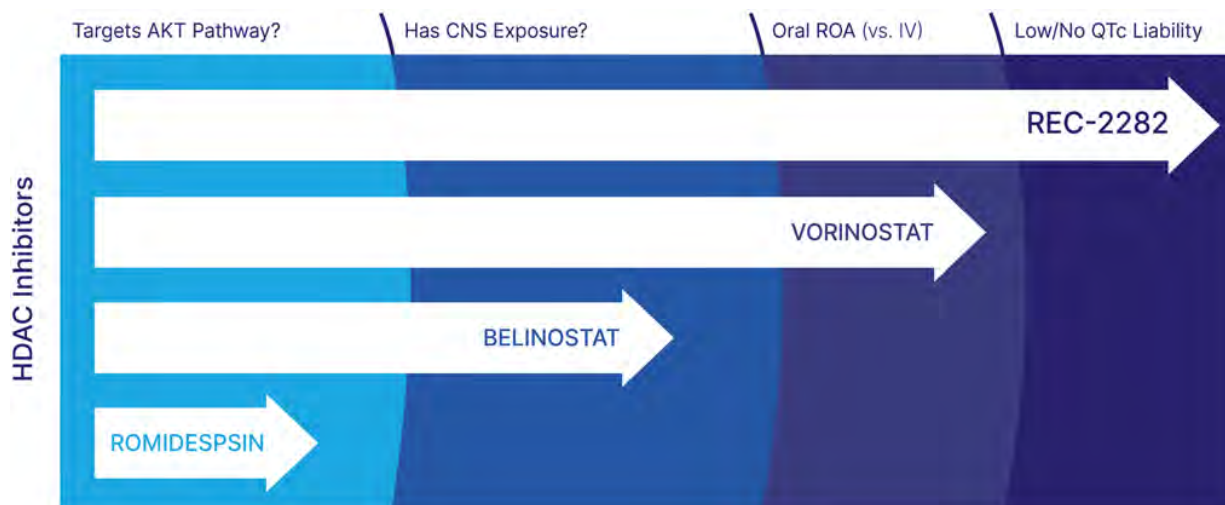 Targets AKT Pathway?
Has CNS Exposure?
Oral ROA (vs. IV)
Low/No QTc Liability
HDAC Inhibitors
REC-2282
VORINOSTAT
BELINOSTAT
ROMIDESPSIN